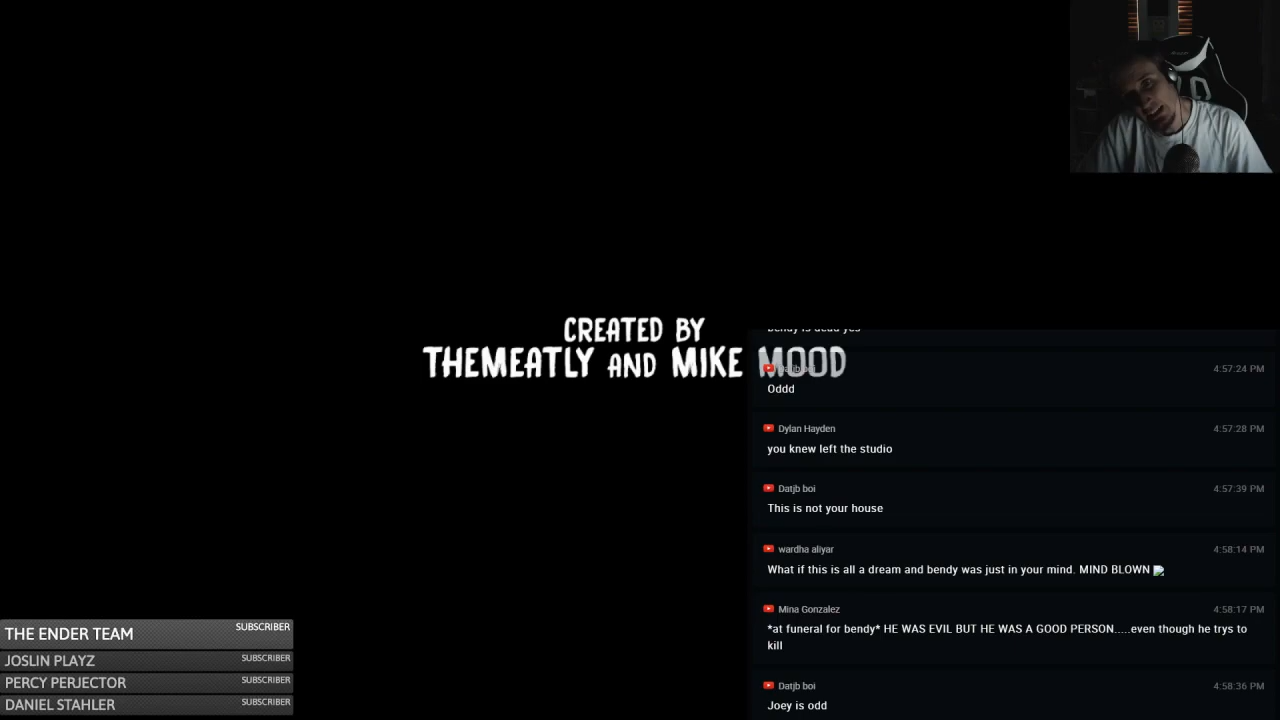 CREATED BY
THEMEATLY AND MIKE MOOD
bendy is dead yes
4:57:24 PM
Oddd
Dylan Hayden 4:57:28 PM
you knew left the studio
Datjb boi 4:57:39 PM
This is not your house
wardha aliyar 4:58:14 PM
What if this is all a dream and bendy was just in your mind. MIND BLOWN
Mina Gonzalez 4:58:17 PM
*at funeral for bendy* HE WAS EVIL BUT HE WAS A GOOD PERSON.....even though he trys to
kill
Datjb boi 4:58:36 PM
Joey is odd
THE ENDER TEAM SUBSCRIBER
JOSLIN PLAYZ SUBSCRIBER
PERCY PERJECTOR SUBSCRIBER
DANIEL STAHLER SUBSCRIBER